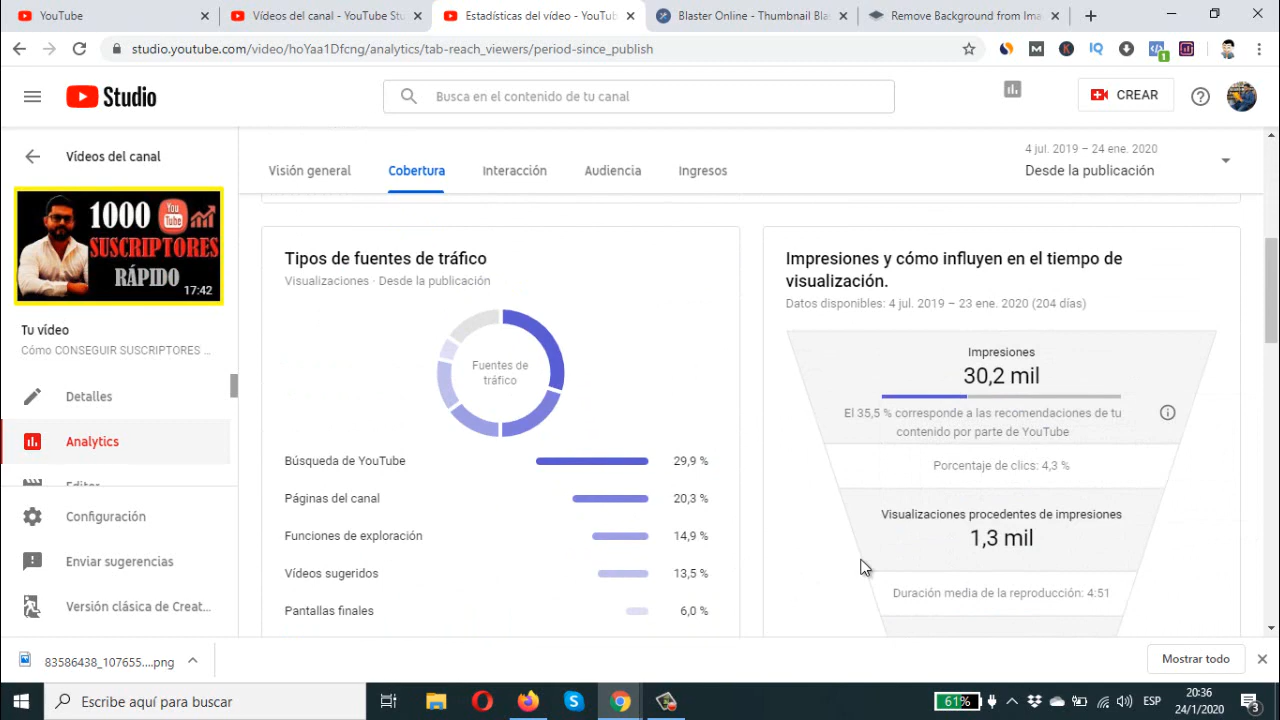 YouTube
Vídeos del canal - YouTube Stu
Estadísticas del vídeo - YouTub
Blaster Online - Thumbnail Bla
Remove Background from Ima
studio.youtube.com/video/hoYaa1Dfcng/analytics/tab-reach_viewers/period-since_publish
M
K
IQ
1
Studio
Busca en el contenido de tu canal
CREAR
Vídeos del canal
Visión general
Cobertura
Interacción
Audiencia
Ingresos
4 jul. 2019 – 24 ene. 2020
Desde la publicación
1000
You
Tube
SUSCRIPTORES
RÁPIDO
17:42
Tu vídeo
Cómo CONSEGUIR SUSCRIPTORES ...
Detalles
Analytics
Editor
Configuración
Enviar sugerencias
Versión clásica de Creat...
Tipos de fuentes de tráfico
Visualizaciones · Desde la publicación
Fuentes de
tráfico
Búsqueda de YouTube 29,9 %
Páginas del canal 20,3 %
Funciones de exploración 14,9 %
Vídeos sugeridos 13,5 %
Pantallas finales 6,0 %
Impresiones y cómo influyen en el tiempo de
visualización.
Datos disponibles: 4 jul. 2019 – 23 ene. 2020 (204 días)
Impresiones
30,2 mil
El 35,5 % corresponde a las recomendaciones de tu
contenido por parte de YouTube
Porcentaje de clics: 4,3 %
Visualizaciones procedentes de impresiones
1,3 mil
Duración media de la reproducción: 4:51
83586438_107655....png
Mostrar todo
Escribe aquí para buscar
61%
ESP
20:36
24/1/2020
3